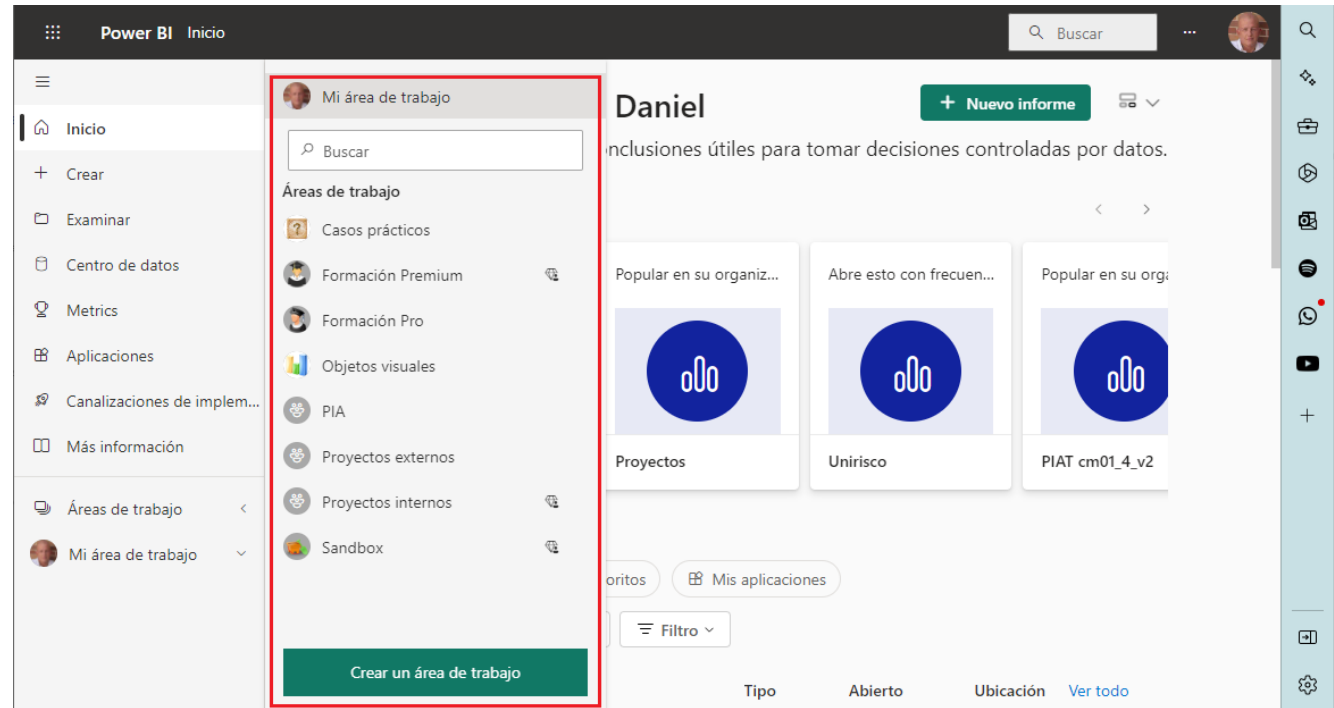 Power BI Inicio
Buscar
...
Inicio
Crear
Examinar
Centro de datos
Metrics
Aplicaciones
Canalizaciones de implem...
Más información
Áreas de trabajo
Mi área de trabajo
Mi área de trabajo
Buscar
Áreas de trabajo
Casos prácticos
Formación Premium
Formación Pro
Objetos visuales
PIA
Proyectos externos
Proyectos internos
Sandbox
Crear un área de trabajo
Daniel
+ Nuevo informe
útiles para tomar decisiones controladas por datos.
Popular en su organiz...
Abre esto con frecuen...
Popular en su
Proyectos
Unirisco
PIAT cm01_4_v2
Mis aplicaciones
Filtro
Tipo Abierto Ubicación Ver todo